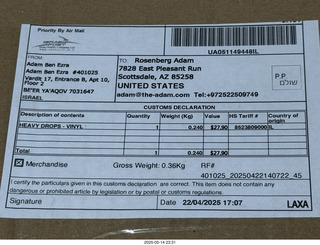 Priority By Air Mail
UA051149448IL
FROM
Adam Ben Ezra
Adam Ben Ezra #401025
Vardit 17, Entrance B, Apt 10,
Floor 2
BE'ER YA'AQOV 7031647
ISRAEL
TO: Rosenberg Adam
7828 East Pleasant Run
Scottsdale, AZ 85258
UNITED STATES
adam@the-adam.com Tel:+972522509749
P.P
שולם
CUSTOMS DECLARATION
Description of contents Quantity Weight (Kg) Value HS Tariff # Country of origin
HEAVY DROPS - VINYL 1 0.240 $27.90 8523809000 IL
Total 1 0.240 $27.90
Merchandise Gross Weight: 0.36Kg RF#
401025_20250422140722_45
I certify the particulars given in this customs declaration are correct. This item does not contain any
dangerous or prohibited article by legislation or by postal or customs regulations
Signature Date 22/04/2025 17:07 LAXA
2025-05-14 23:31